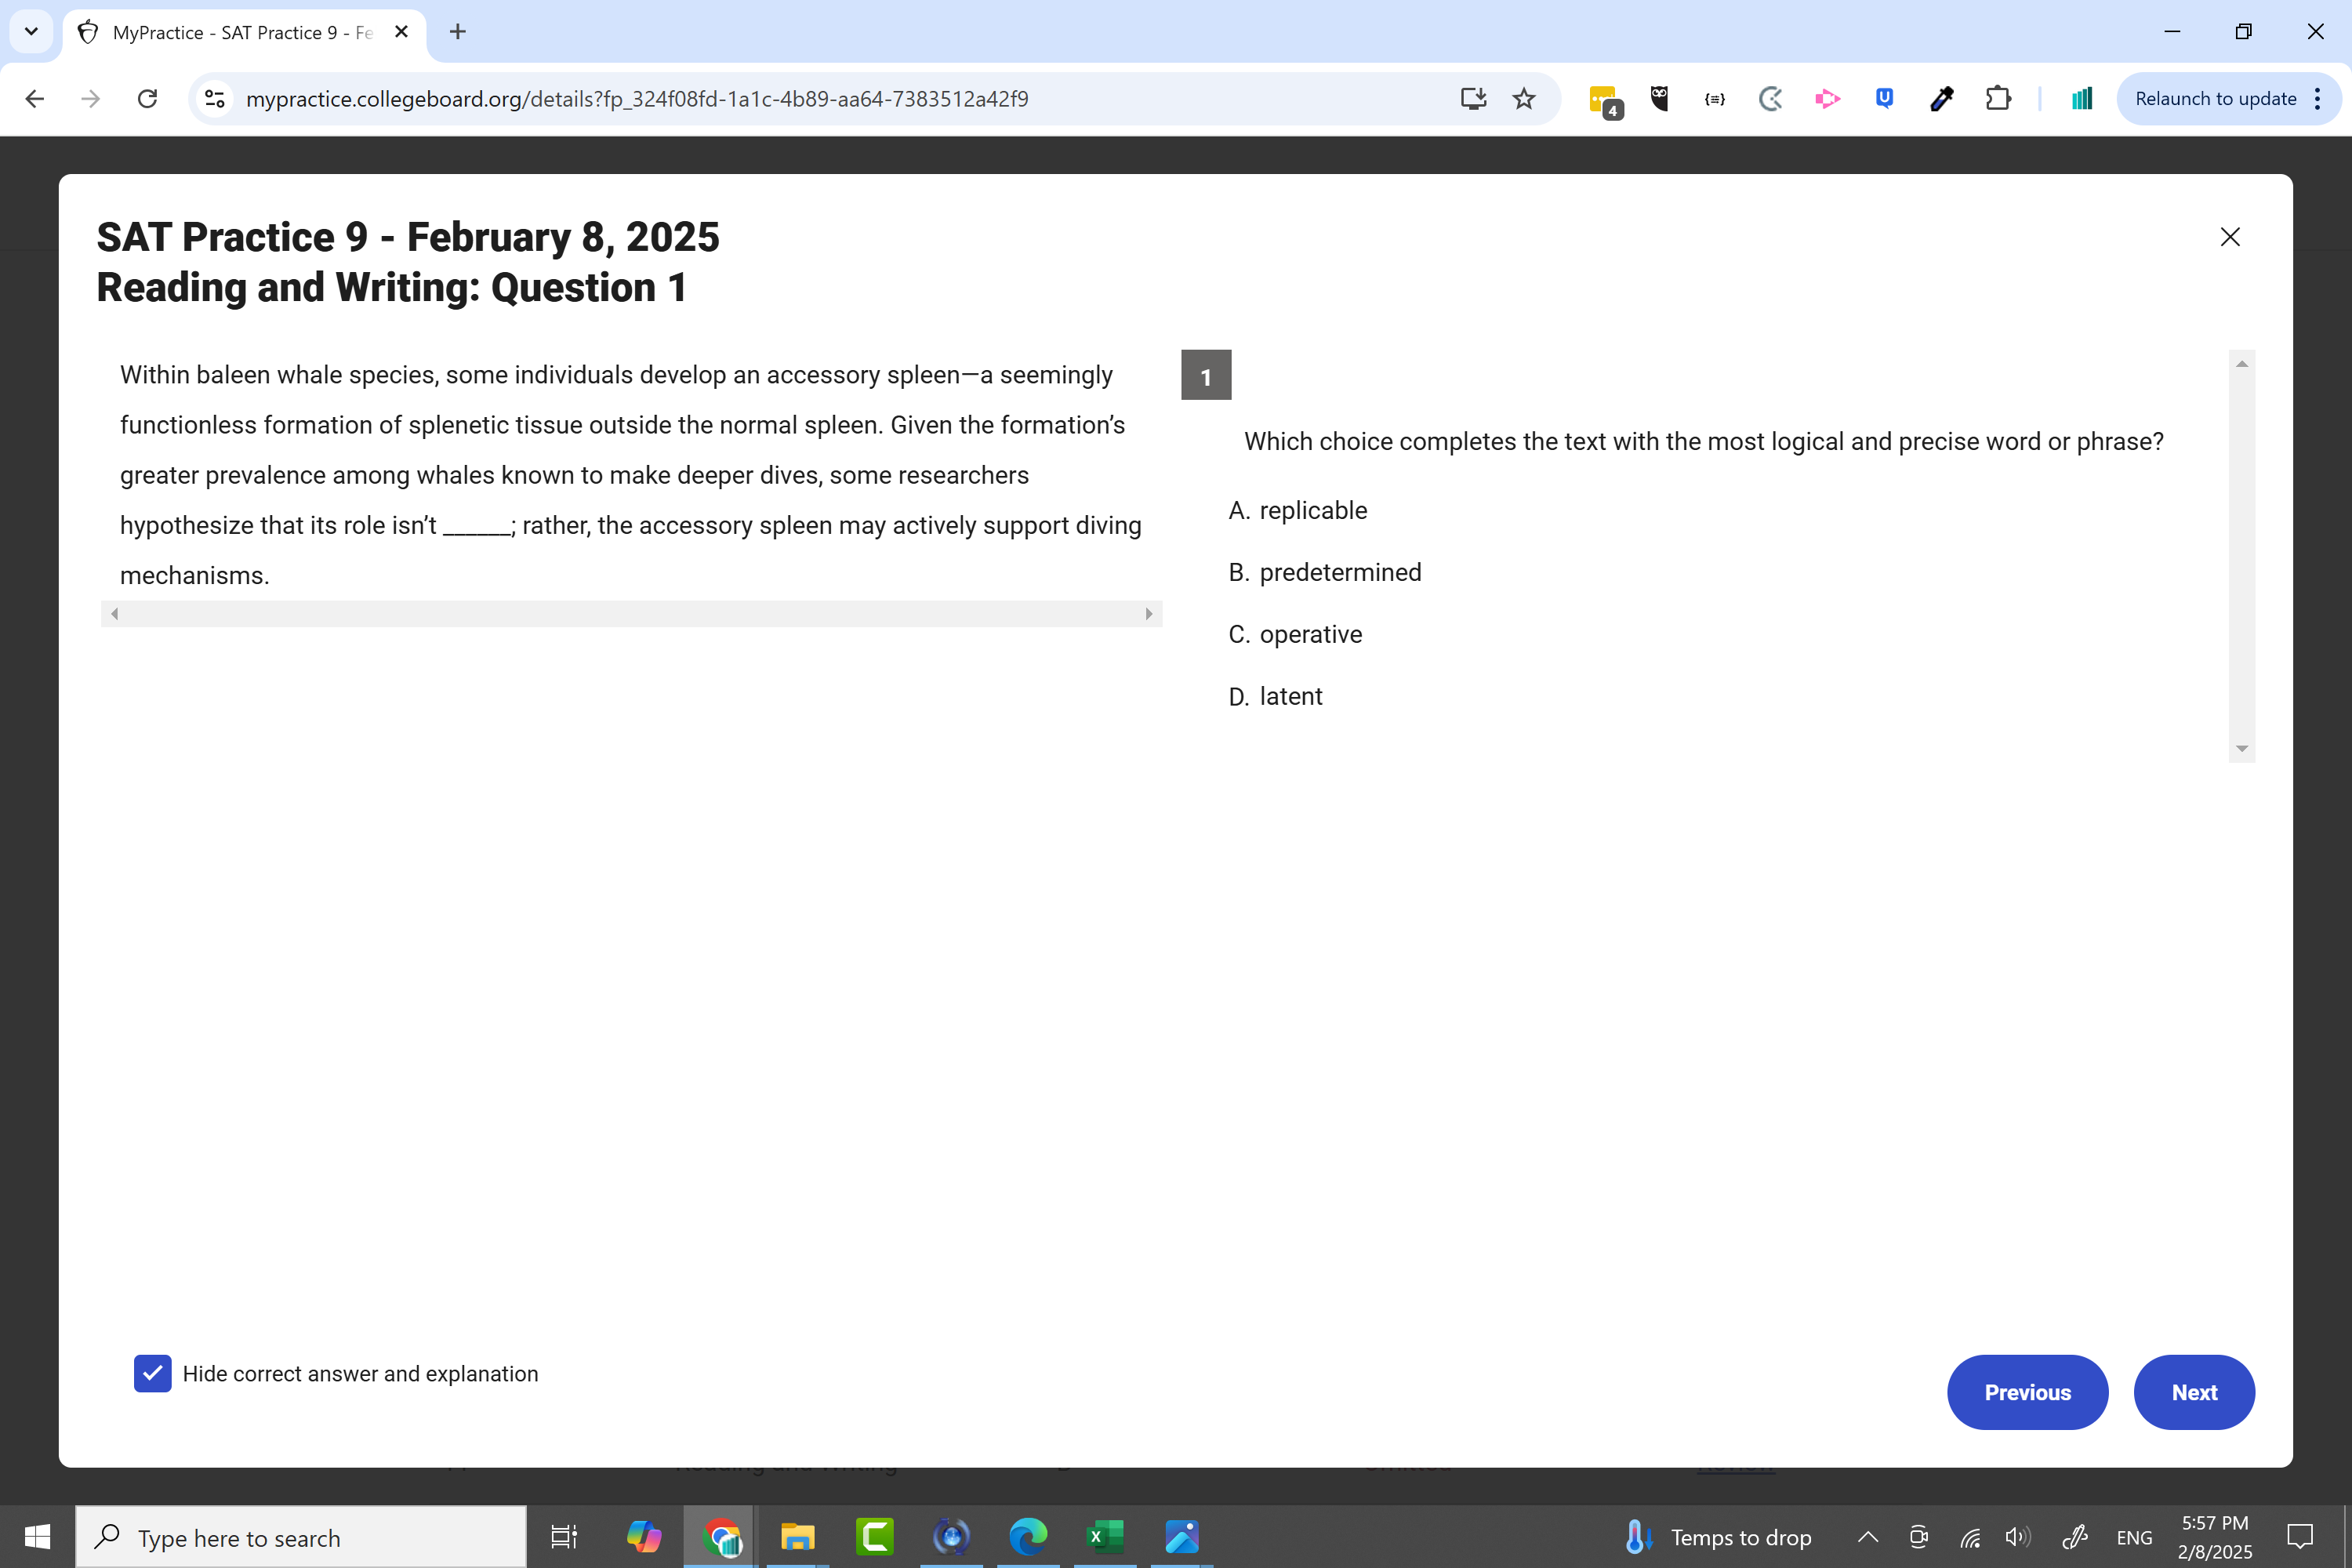 MyPractice - SAT Practice 9 - Fe
mypractice.collegeboard.org/details?fp_324f08fd-1a1c-4b89-aa64-7383512a42f9
4
{≡}
U
Relaunch to update
SAT Practice 9 - February 8, 2025
Reading and Writing: Question 1
Within baleen whale species, some individuals develop an accessory spleen—a seemingly
functionless formation of splenetic tissue outside the normal spleen. Given the formation’s
greater prevalence among whales known to make deeper dives, some researchers
hypothesize that its role isn’t ______; rather, the accessory spleen may actively support diving
mechanisms.
1
Which choice completes the text with the most logical and precise word or phrase?
A. replicable
B. predetermined
C. operative
D. latent
Hide correct answer and explanation
Previous
Next
Type here to search
Temps to drop
ENG
5:57 PM
2/8/2025